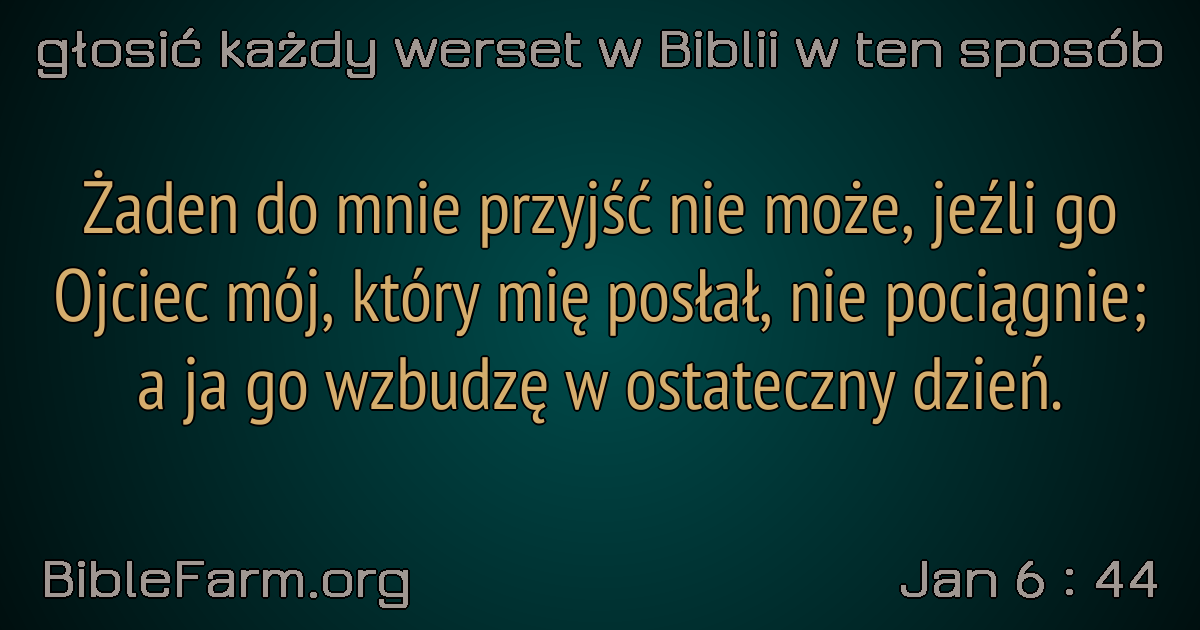 głosić każdy werset w Biblii w ten sposób
Żaden do mnie przyjść nie może, jeźli go
Ojciec mój, który mię posłał, nie pociągnie;
a ja go wzbudzę w ostateczny dzień.
BibleFarm.org
Jan 6 : 44